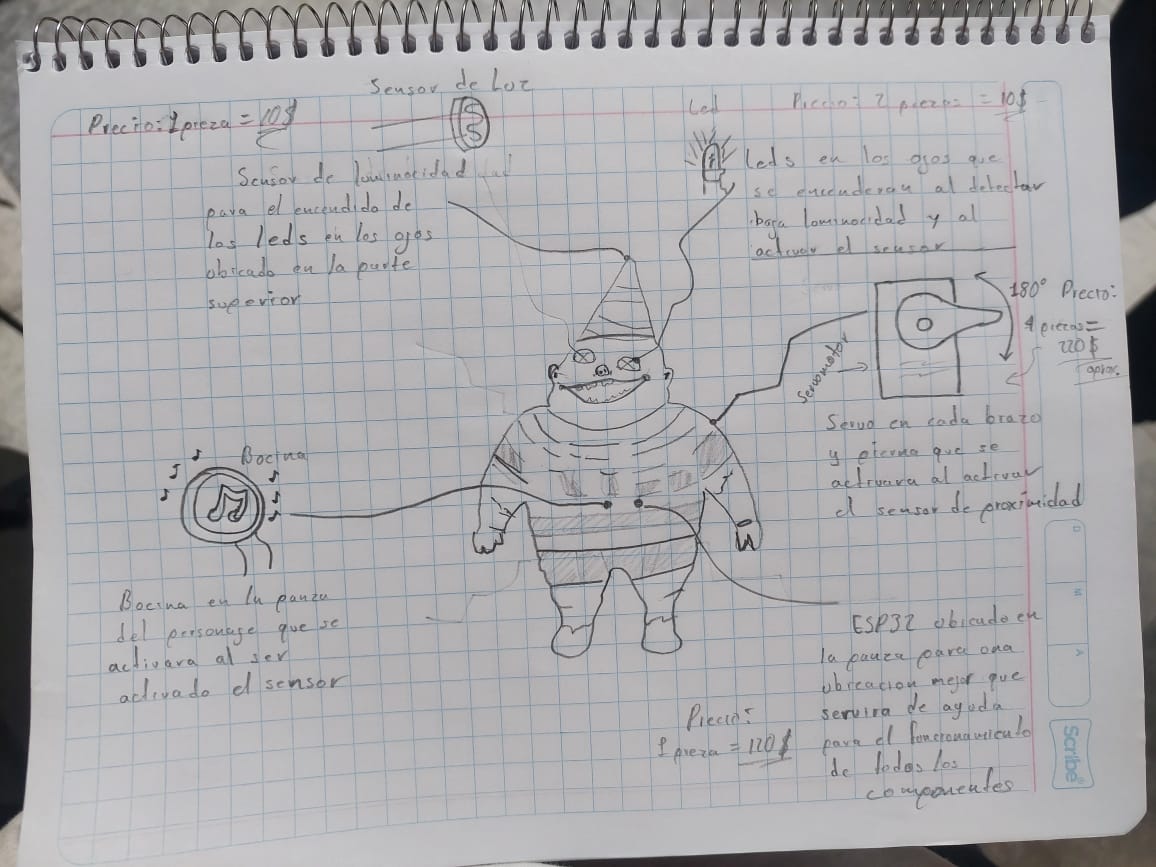 Sensor de Luz
Precio: 1 pieza = 10$
Sensor de luminocidad
para el encendido de
los leds en los ojos
obicado en la parte
superior
Led
Precio: 2 piezas = 10$
Leds en los ojos que
se encenderan al detectar
baja lominocidad y al
activar el sensor
180° Precio:
4 piezas =
220$
aprox.
Servomotor
Servo en cada brazo
y pierna que se
activara al activar
el sensor de proximidad
Bocina
Bocina en la panza
del personaje que se
activara al ser
activado el sensor
ESP32 obicado en
la panza para una
ubicacion mejor que
servira de ayuda
para el funcionamiento
de todos los
componentes
Precio:
1 pieza = 120$
Scribe